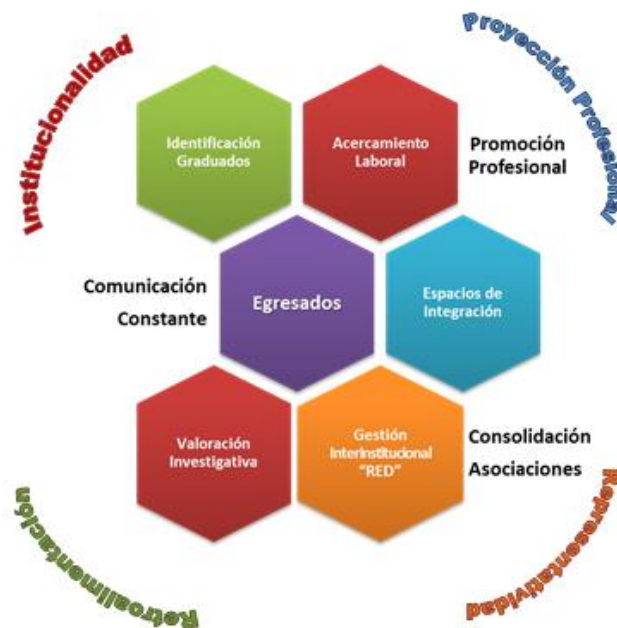 Institucionalidad
Proyección Profesional
Identificación
Graduados
Acercamiento
Laboral
Promoción
Profesional
Comunicación
Constante
Egresados
Espacios de
Integración
Valoración
Investigativa
Gestión
Interinstitucional
"RED"
Consolidación
Asociaciones
Retroalimentación
Representatividad